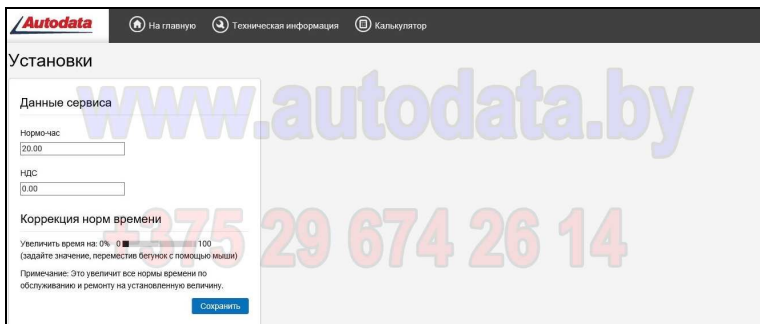 Autodata На главную Техническая информация Калькулятор
Установки
Данные сервиса
www.autodata.by
Нормо-час
20.00
НДС
0.00
Коррекция норм времени
+375 29 674 26 14
Увеличить время на: 0% 0 100
(задайте значение, переместив бегунок с помощью мыши)
Примечание: Это увеличит все нормы времени по
обслуживанию и ремонту на установленную величину.
Сохранить